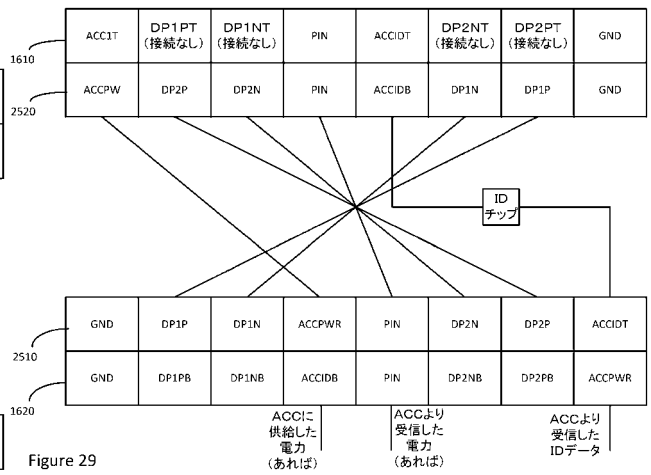 1610
ACC1T
DP1PT
(接続なし)
DP1NT
(接続なし)
PIN
ACCIDT
DP2NT
(接続なし)
DP2PT
(接続なし)
GND
2520
ACCPW
DP2P
DP2N
PIN
ACCIDB
DP1N
DP1P
GND
ID
チップ
2510
GND
DP1P
DP1N
ACCPWR
PIN
DP2N
DP2P
ACCIDT
1620
GND
DP1PB
DP1NB
ACCIDB
PIN
DP2NB
DP2PB
ACCPWR
ACCに
供給した
電力
(あれば)
ACCより
受信した
電力
(あれば)
ACCより
受信した
IDデータ
Figure 29